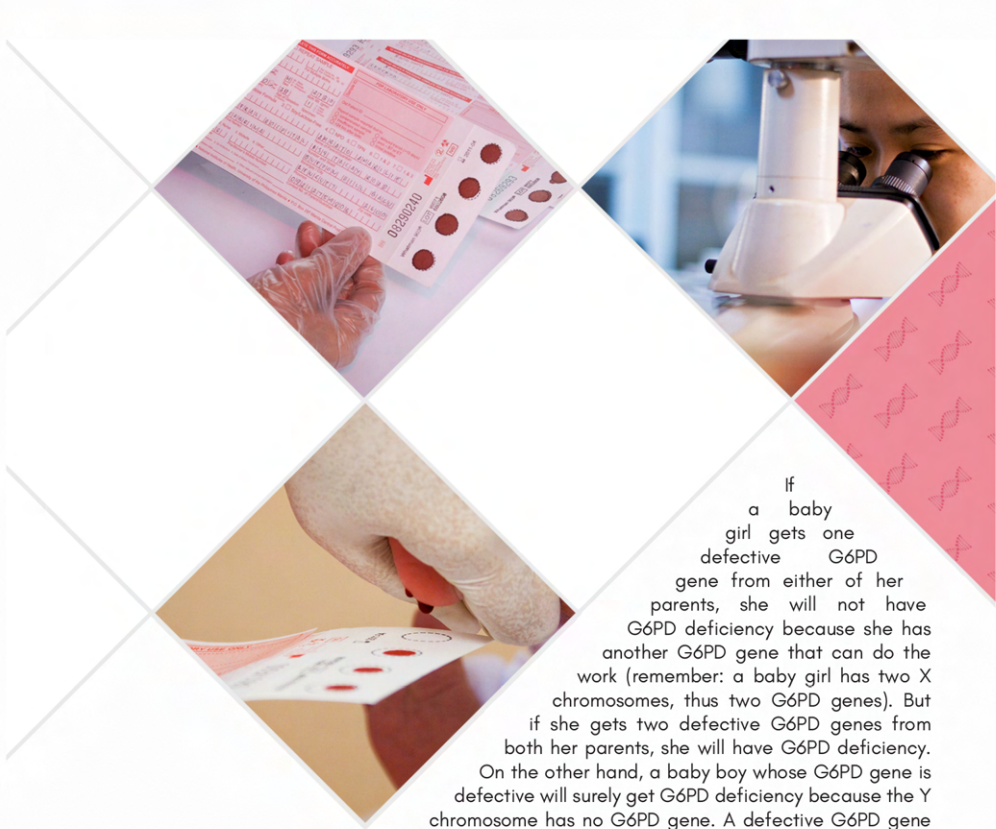 08290240
If
a baby
girl gets one
defective G6PD
gene from either of her
parents, she will not have
G6PD deficiency because she has
another G6PD gene that can do the
work (remember: a baby girl has two X
chromosomes, thus two G6PD genes). But
if she gets two defective G6PD genes from
both her parents, she will have G6PD deficiency.
On the other hand, a baby boy whose G6PD gene is
defective will surely get G6PD deficiency because the Y
chromosome has no G6PD gene. A defective G6PD gene